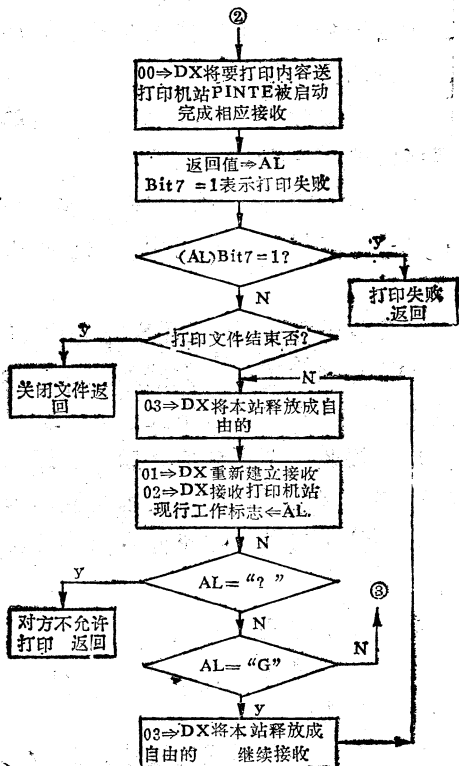 ②
00⇒DX将要打印内容送
打印机站PINTE被启动
完成相应接收
返回值⇒AL
Bit7 =1表示打印失败
(AL)Bit7=1?
y
N
打印失败
返回
打印文件结束否?
y
N
关闭文件返
回
03⇒DX将本站释放成自
由的
01⇒DX重新建立接收
02⇒DX接收打印机站
现行工作标志⇐AL.
N
AL=“?”
y
③
对方不允许
打印 返回
N
N
AL=“G”
y
03⇒DX将本站释放成
自由的 继续接收